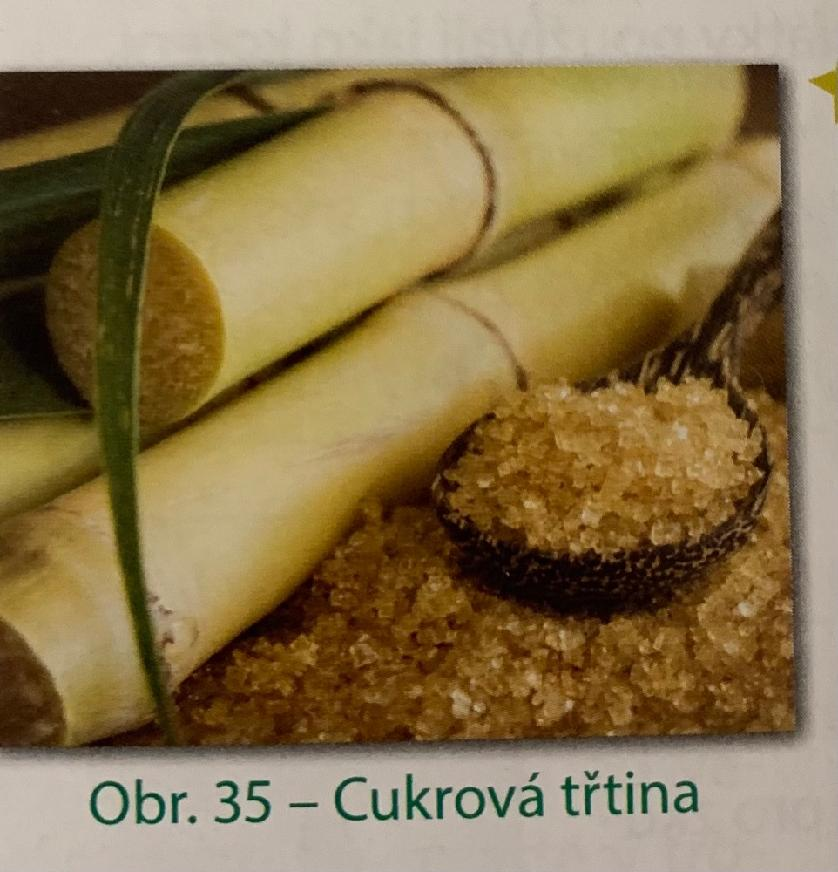 Obr. 35 – Cukrová třtina